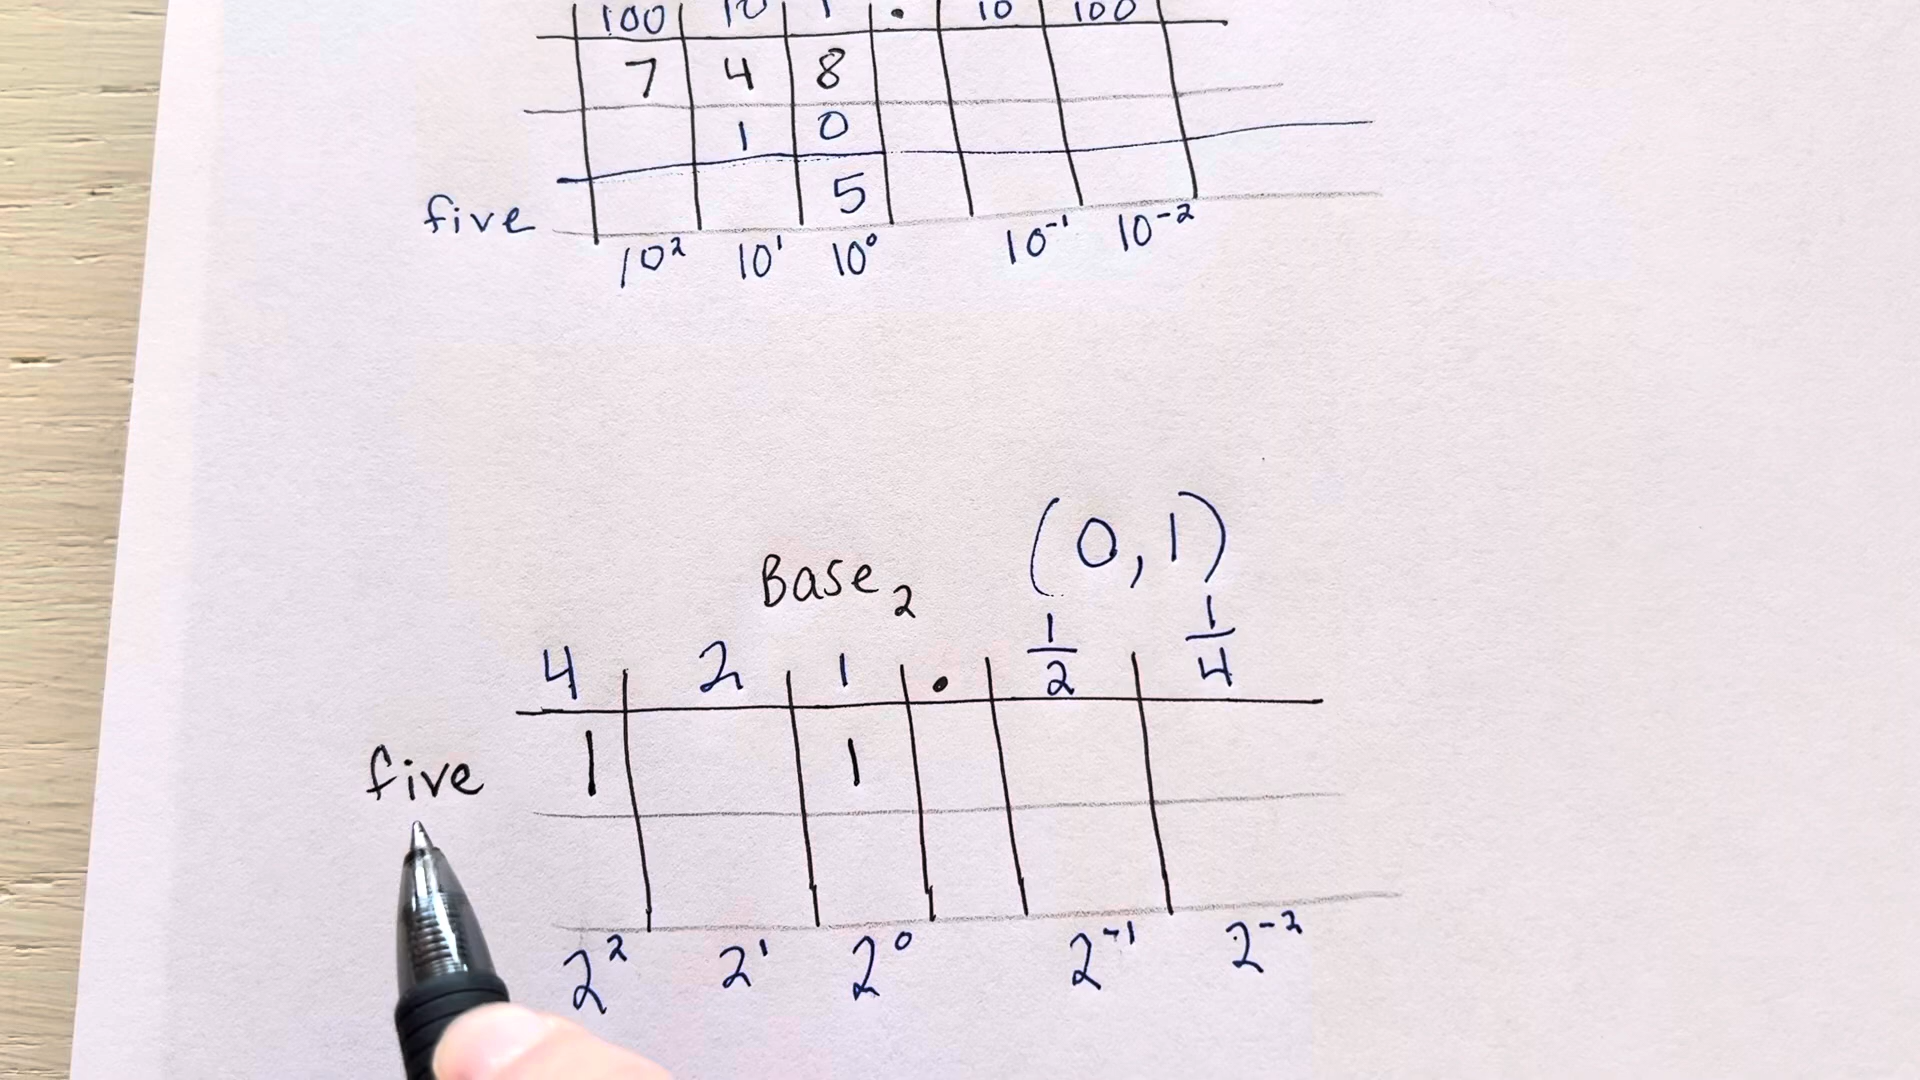 100 10 1 . 10 100
7 4 8
1 0
five 5
10² 10¹ 10⁰ 10⁻¹ 10⁻²
(0,1)
Base₂
4 2 1 . 1/2 1/4
five 1 1
2² 2¹ 2⁰ 2⁻¹ 2⁻²